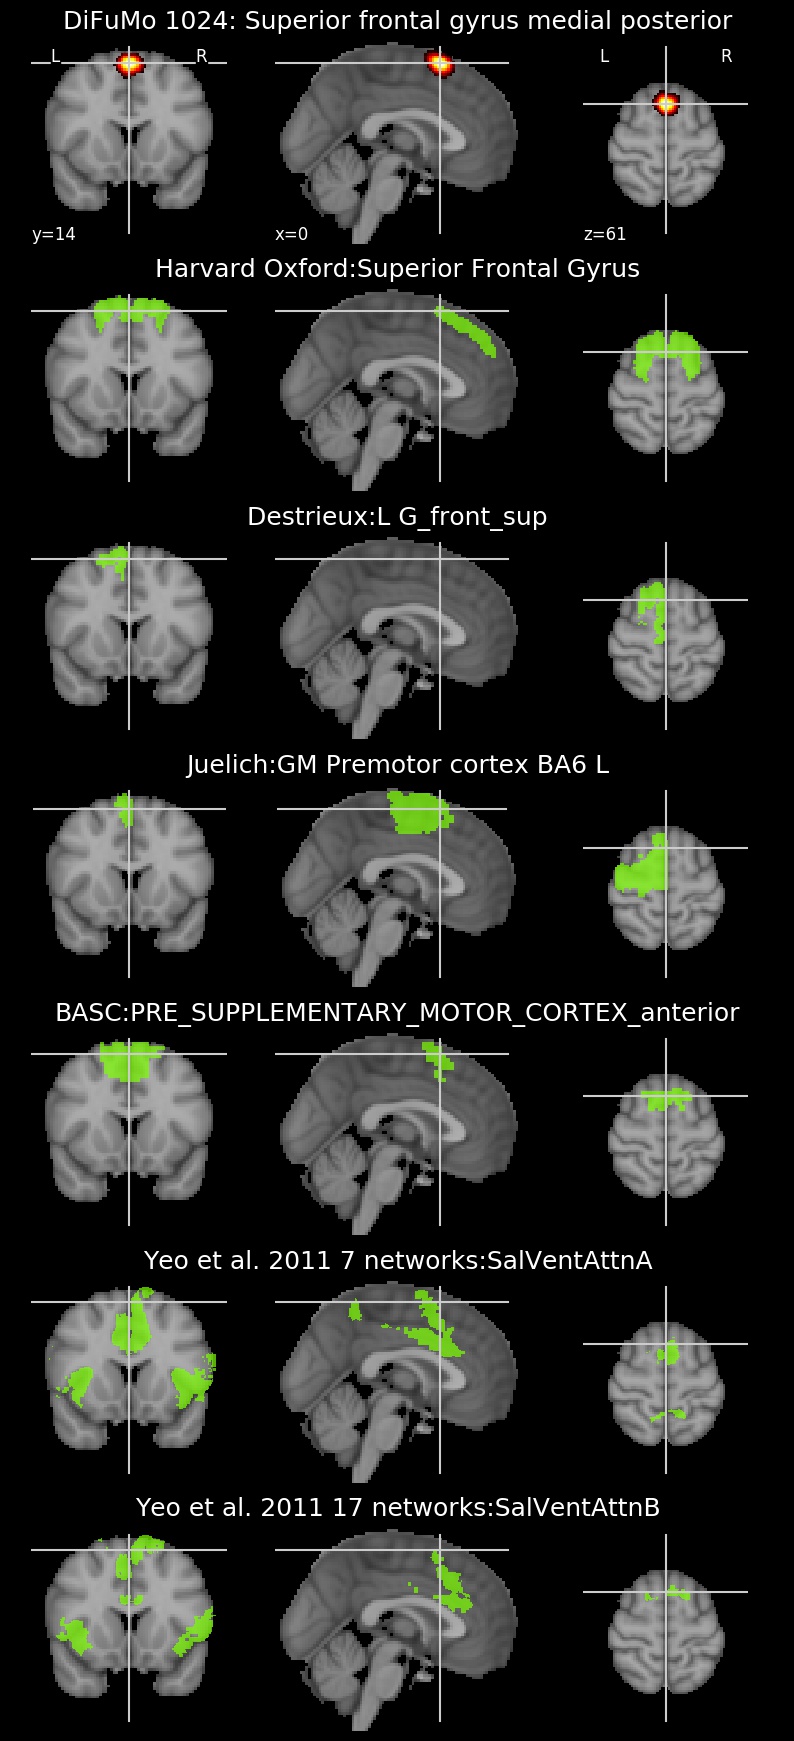 DiFuMo 1024: Superior frontal gyrus medial posterior
L R L R
y=14 x=0 z=61
Harvard Oxford:Superior Frontal Gyrus
Destrieux:L G_front_sup
Juelich:GM Premotor cortex BA6 L
BASC:PRE_SUPPLEMENTARY_MOTOR_CORTEX_anterior
Yeo et al. 2011 7 networks:SalVentAttnA
Yeo et al. 2011 17 networks:SalVentAttnB